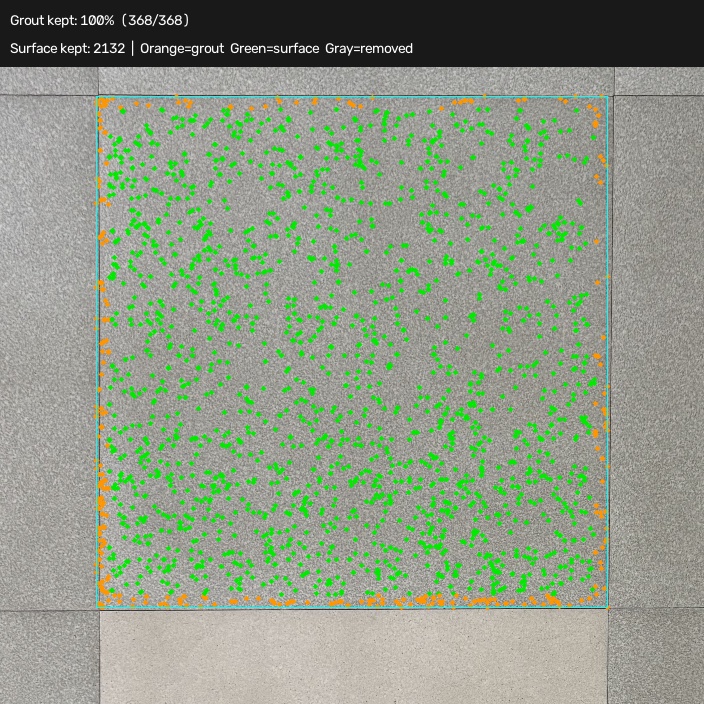 Grout kept: 100% (368/368)
Surface kept: 2132 | Orange=grout Green=surface Gray=removed